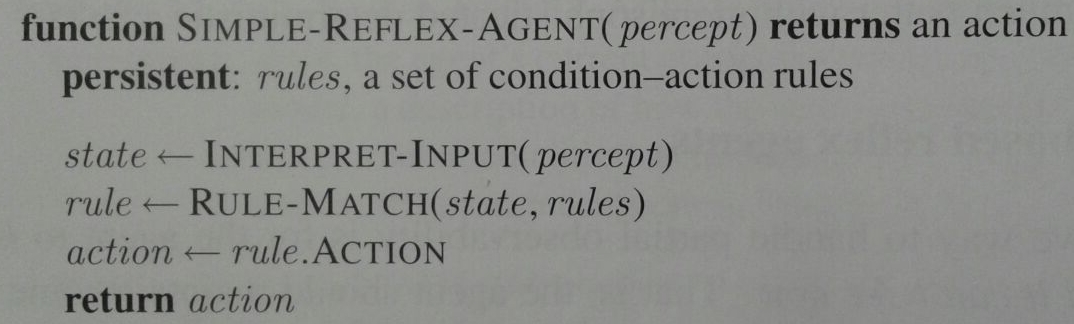 function SIMPLE-REFLEX-AGENT(percept) returns an action
persistent: rules, a set of condition–action rules
state ← INTERPRET-INPUT(percept)
rule ← RULE-MATCH(state, rules)
action ← rule.ACTION
return action